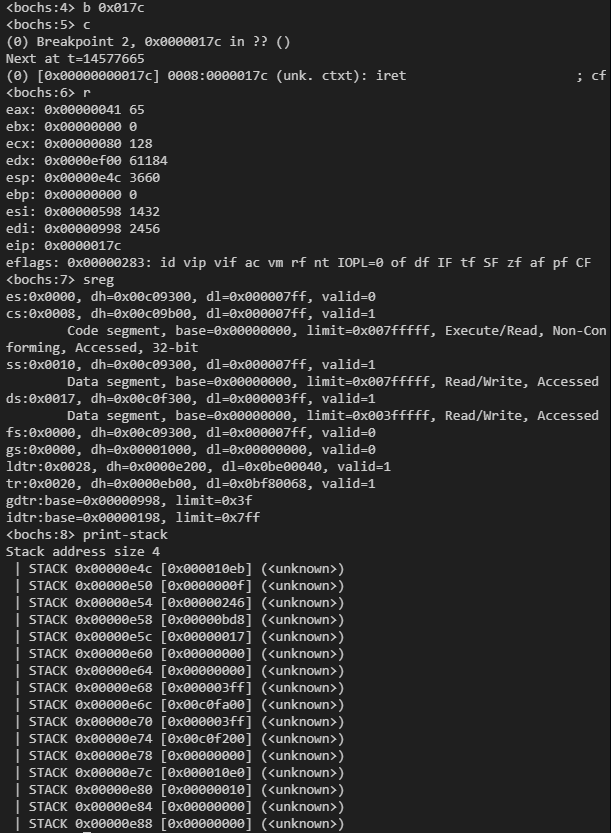 <bochs:4> b 0x017c
<bochs:5> c
(0) Breakpoint 2, 0x0000017c in ?? ()
Next at t=14577665
(0) [0x00000000017c] 0008:0000017c (unk. ctxt): iret                      ; cf
<bochs:6> r
eax: 0x00000041 65
ebx: 0x00000000 0
ecx: 0x00000080 128
edx: 0x0000ef00 61184
esp: 0x00000e4c 3660
ebp: 0x00000000 0
esi: 0x00000598 1432
edi: 0x00000998 2456
eip: 0x0000017c
eflags: 0x00000283: id vip vif ac vm rf nt IOPL=0 of df IF tf SF zf af pf CF
<bochs:7> sreg
es:0x0000, dh=0x00c09300, dl=0x000007ff, valid=0
cs:0x0008, dh=0x00c09b00, dl=0x000007ff, valid=1
        Code segment, base=0x00000000, limit=0x007fffff, Execute/Read, Non-Con
forming, Accessed, 32-bit
ss:0x0010, dh=0x00c09300, dl=0x000007ff, valid=1
        Data segment, base=0x00000000, limit=0x007fffff, Read/Write, Accessed
ds:0x0017, dh=0x00c0f300, dl=0x000003ff, valid=1
        Data segment, base=0x00000000, limit=0x003fffff, Read/Write, Accessed
fs:0x0000, dh=0x00c09300, dl=0x000007ff, valid=0
gs:0x0000, dh=0x00001000, dl=0x00000000, valid=0
ldtr:0x0028, dh=0x0000e200, dl=0x0be00040, valid=1
tr:0x0020, dh=0x0000eb00, dl=0x0bf80068, valid=1
gdtr:base=0x00000998, limit=0x3f
idtr:base=0x00000198, limit=0x7ff
<bochs:8> print-stack
Stack address size 4
 | STACK 0x00000e4c [0x000010eb] (<unknown>)
 | STACK 0x00000e50 [0x0000000f] (<unknown>)
 | STACK 0x00000e54 [0x00000246] (<unknown>)
 | STACK 0x00000e58 [0x00000bd8] (<unknown>)
 | STACK 0x00000e5c [0x00000017] (<unknown>)
 | STACK 0x00000e60 [0x00000000] (<unknown>)
 | STACK 0x00000e64 [0x00000000] (<unknown>)
 | STACK 0x00000e68 [0x000003ff] (<unknown>)
 | STACK 0x00000e6c [0x00c0fa00] (<unknown>)
 | STACK 0x00000e70 [0x000003ff] (<unknown>)
 | STACK 0x00000e74 [0x00c0f200] (<unknown>)
 | STACK 0x00000e78 [0x00000000] (<unknown>)
 | STACK 0x00000e7c [0x000010e0] (<unknown>)
 | STACK 0x00000e80 [0x00000010] (<unknown>)
 | STACK 0x00000e84 [0x00000000] (<unknown>)
 | STACK 0x00000e88 [0x00000000] (<unknown>)